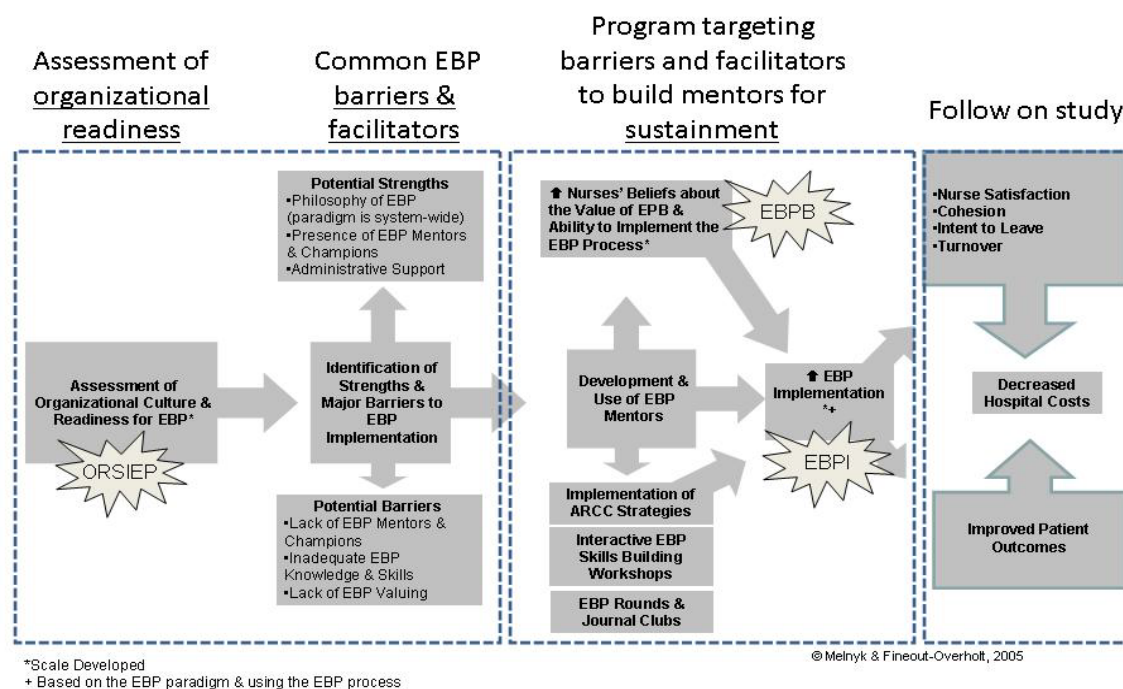 Assessment of
organizational
readiness
Common EBP
barriers &
facilitators
Program targeting
barriers and facilitators
to build mentors for
sustainment
Follow on study
Potential Strengths
•Philosophy of EBP
(paradigm is system-wide)
•Presence of EBP Mentors
& Champions
•Administrative Support
Assessment of
Organizational Culture &
Readiness for EBP*
ORSIEP
Identification of
Strengths &
Major Barriers to
EBP
Implementation
Potential Barriers
•Lack of EBP Mentors &
Champions
•Inadequate EBP
Knowledge & Skills
•Lack of EBP Valuing
⬆ Nurses' Beliefs about
the Value of EPB &
Ability to Implement the
EBP Process*
EBPB
Development &
Use of EBP
Mentors
⬆ EBP
Implementation
*+
EBPI
Implementation of
ARCC Strategies
Interactive EBP
Skills Building
Workshops
EBP Rounds &
Journal Clubs
•Nurse Satisfaction
•Cohesion
•Intent to Leave
•Turnover
Decreased
Hospital Costs
Improved Patient
Outcomes
© Melnyk & Fineout-Overholt, 2005
*Scale Developed
+ Based on the EBP paradigm & using the EBP process